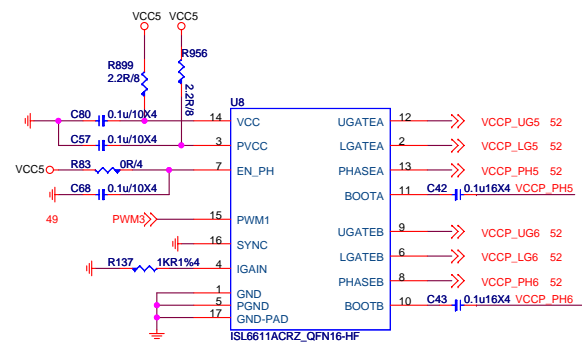 VCC5 VCC5
R899
2.2R/8
R956
2.2R/8
U8
C80 0.1u/10X4 14 VCC UGATEA 12 VCCP_UG5 52
C57 0.1u/10X4 3 PVCC LGATEA 2 VCCP_LG5 52
VCC5 R83 0R/4 7 EN_PH PHASEA 13 VCCP_PH5 52
C68 0.1u/10X4 BOOTA 11 C42 0.1u16X4 VCCP_PH5
49 PWM3 15 PWM1 UGATEB 9 VCCP_UG6 52
16 SYNC LGATEB 6 VCCP_LG6 52
R137 1KR1%4 4 IGAIN PHASEB 8 VCCP_PH6 52
1 GND
5 PGND BOOTB 10 C43 0.1u16X4 VCCP_PH6
17 GND-PAD
ISL6611ACRZ_QFN16-HF